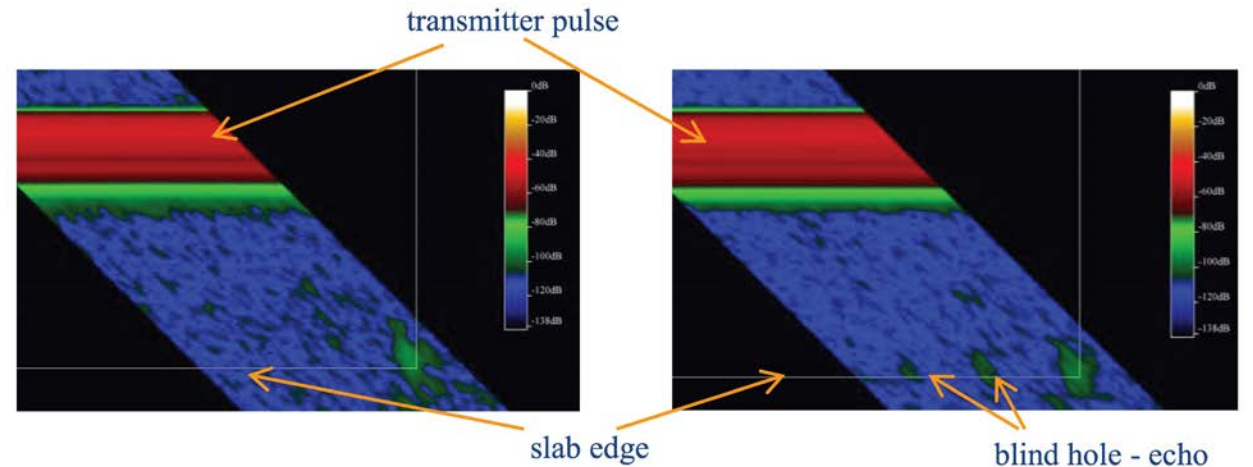 transmitter pulse
0dB
-20dB
-40dB
-60dB
-80dB
-100dB
-120dB
-138dB
0dB
-20dB
-40dB
-60dB
-80dB
-100dB
-120dB
-138dB
slab edge
blind hole - echo